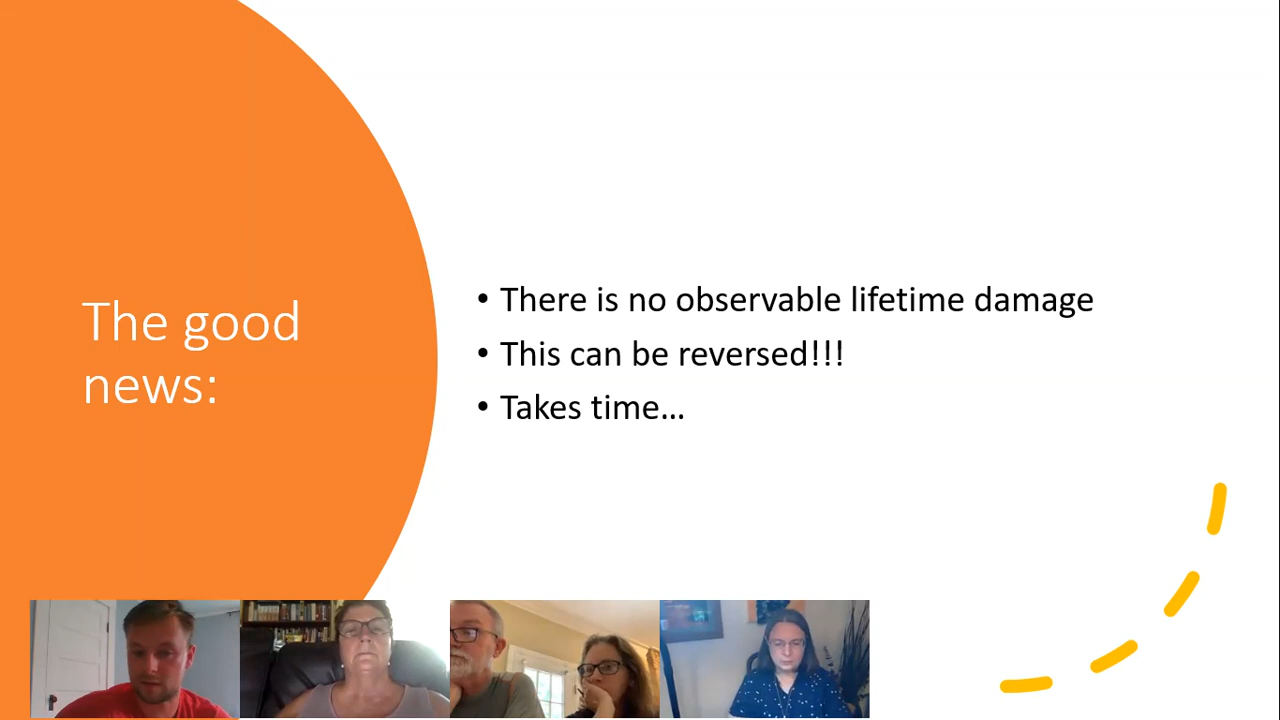 The good
news:
• There is no observable lifetime damage
• This can be reversed!!!
• Takes time…